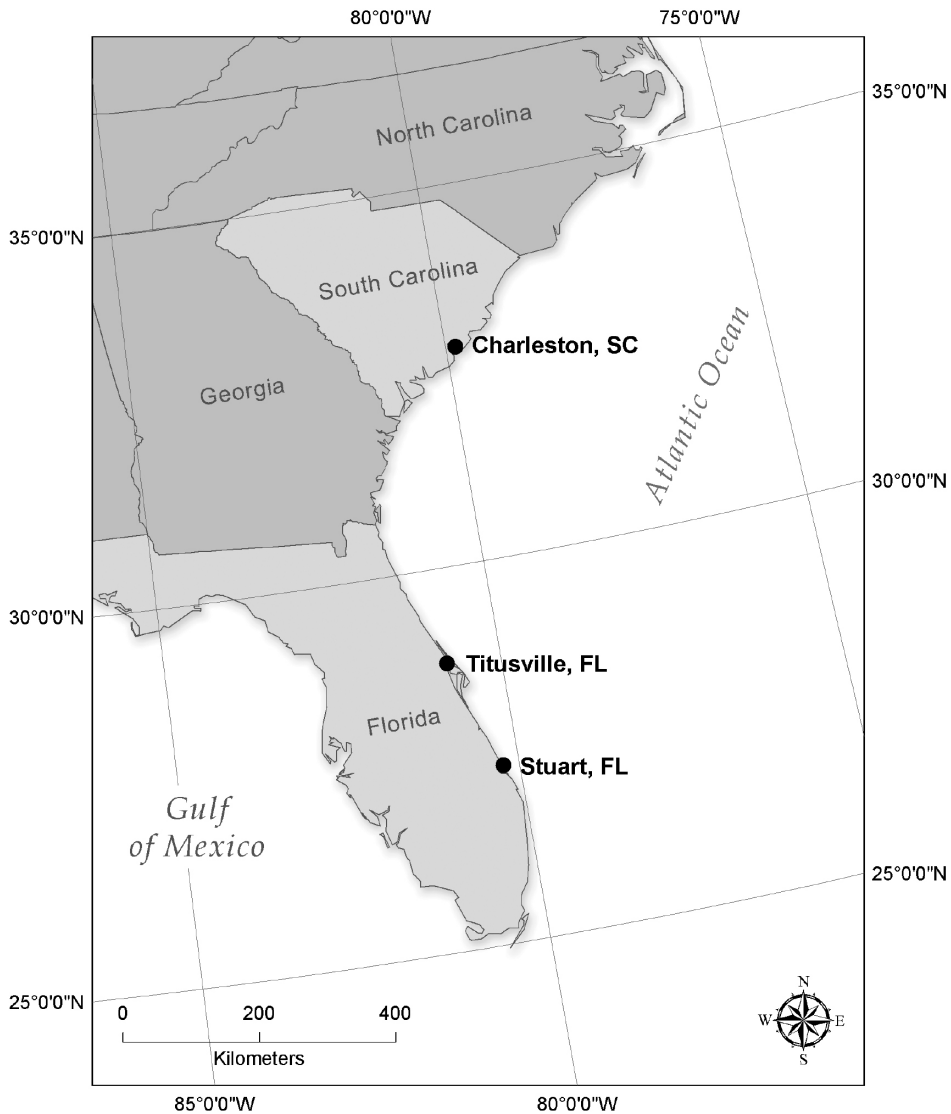 80°0'0"W
75°0'0"W
35°0'0"N
North Carolina
35°0'0"N
South Carolina
Charleston, SC
Georgia
Atlantic Ocean
30°0'0"N
30°0'0"N
Titusville, FL
Florida
Stuart, FL
Gulf
of Mexico
25°0'0"N
25°0'0"N
0 200 400
Kilometers
N
W E
S
85°0'0"W
80°0'0"W